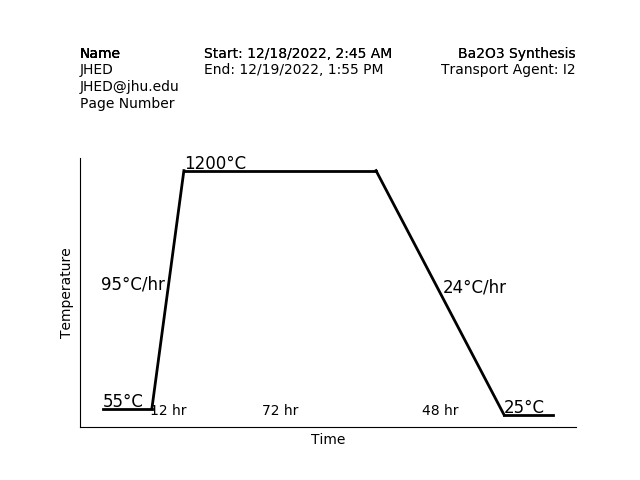 Name
JHED
JHED@jhu.edu
Page Number
Start: 12/18/2022, 2:45 AM
End: 12/19/2022, 1:55 PM
Ba2O3 Synthesis
Transport Agent: I2
1200°C
95°C/hr
24°C/hr
55°C
25°C
12 hr
72 hr
48 hr
Temperature
Time